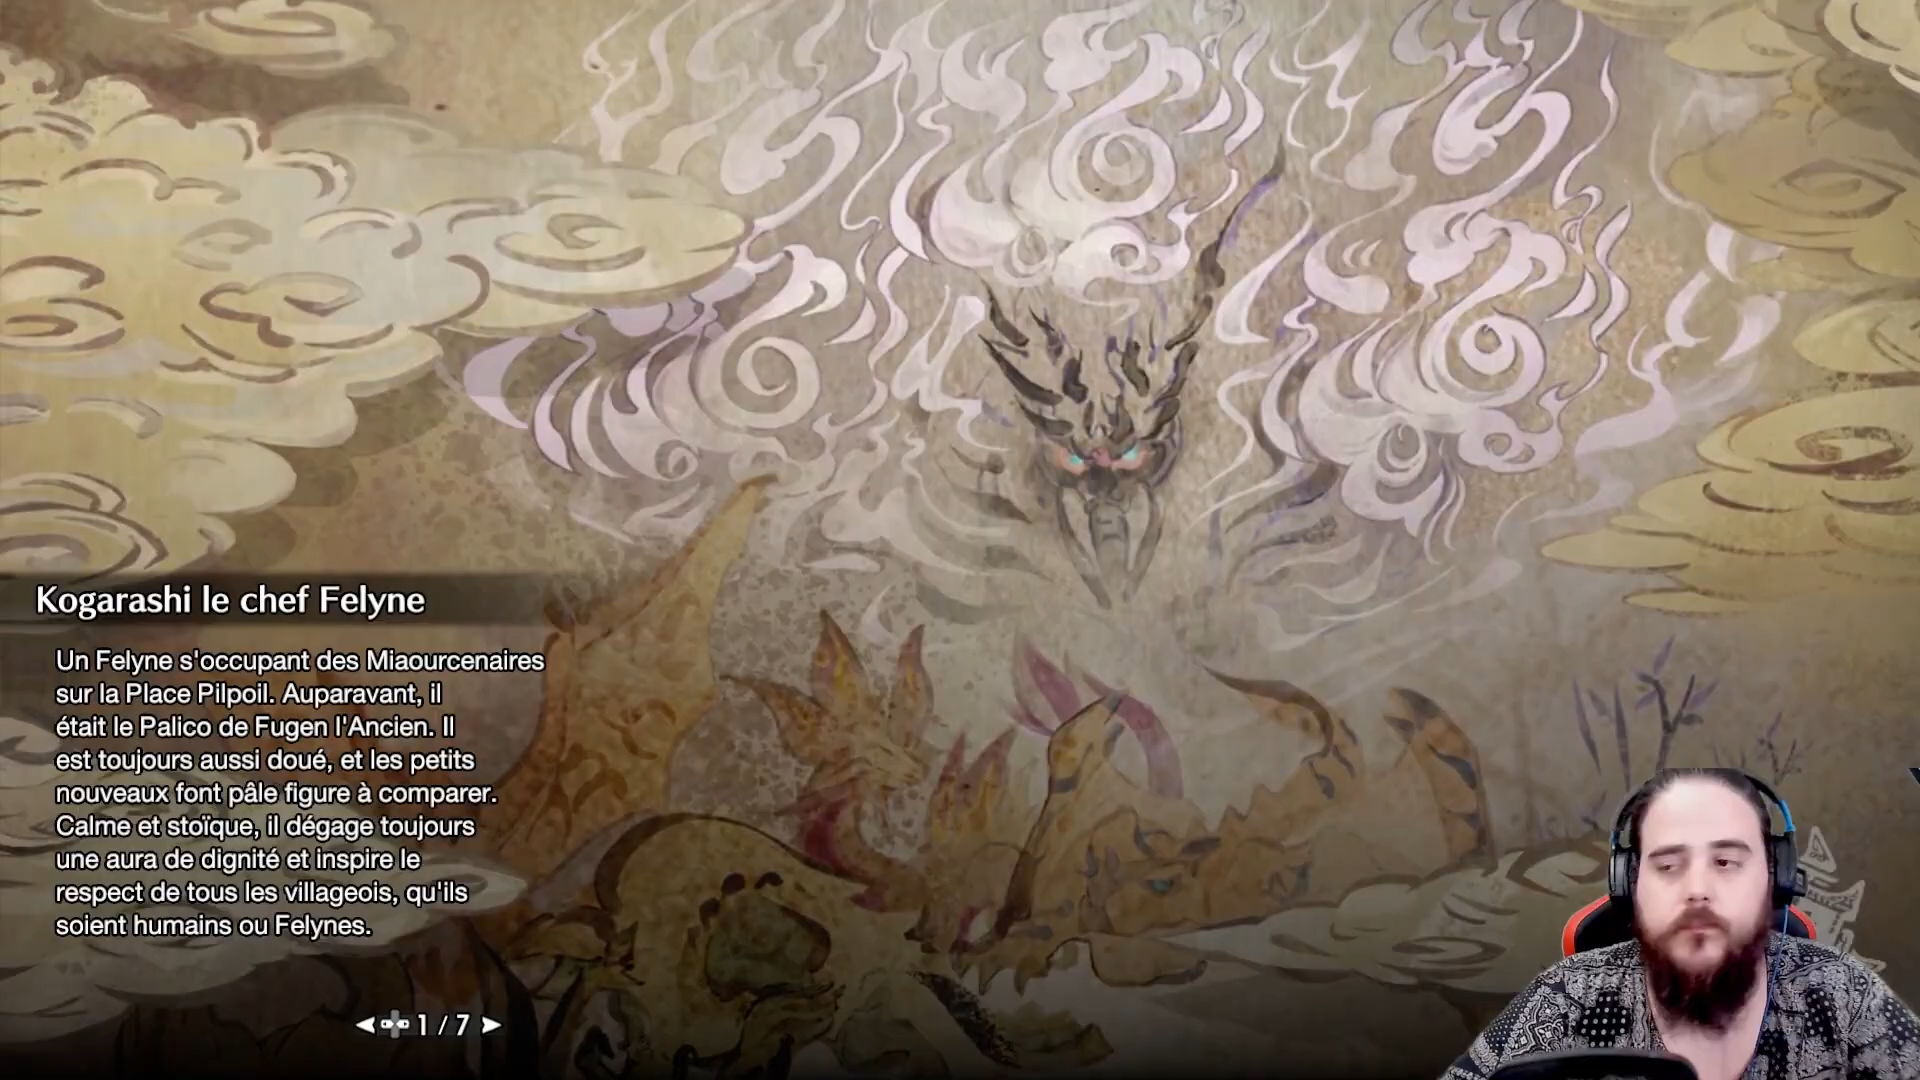 Kogarashi le chef Felyne
Un Felyne s'occupant des Miaourcenaires
sur la Place Pilpoil. Auparavant, il
était le Palico de Fugen l'Ancien. Il
est toujours aussi doué, et les petits
nouveaux font pâle figure à comparer.
Calme et stoïque, il dégage toujours
une aura de dignité et inspire le
respect de tous les villageois, qu'ils
soient humains ou Felynes.
1 / 7